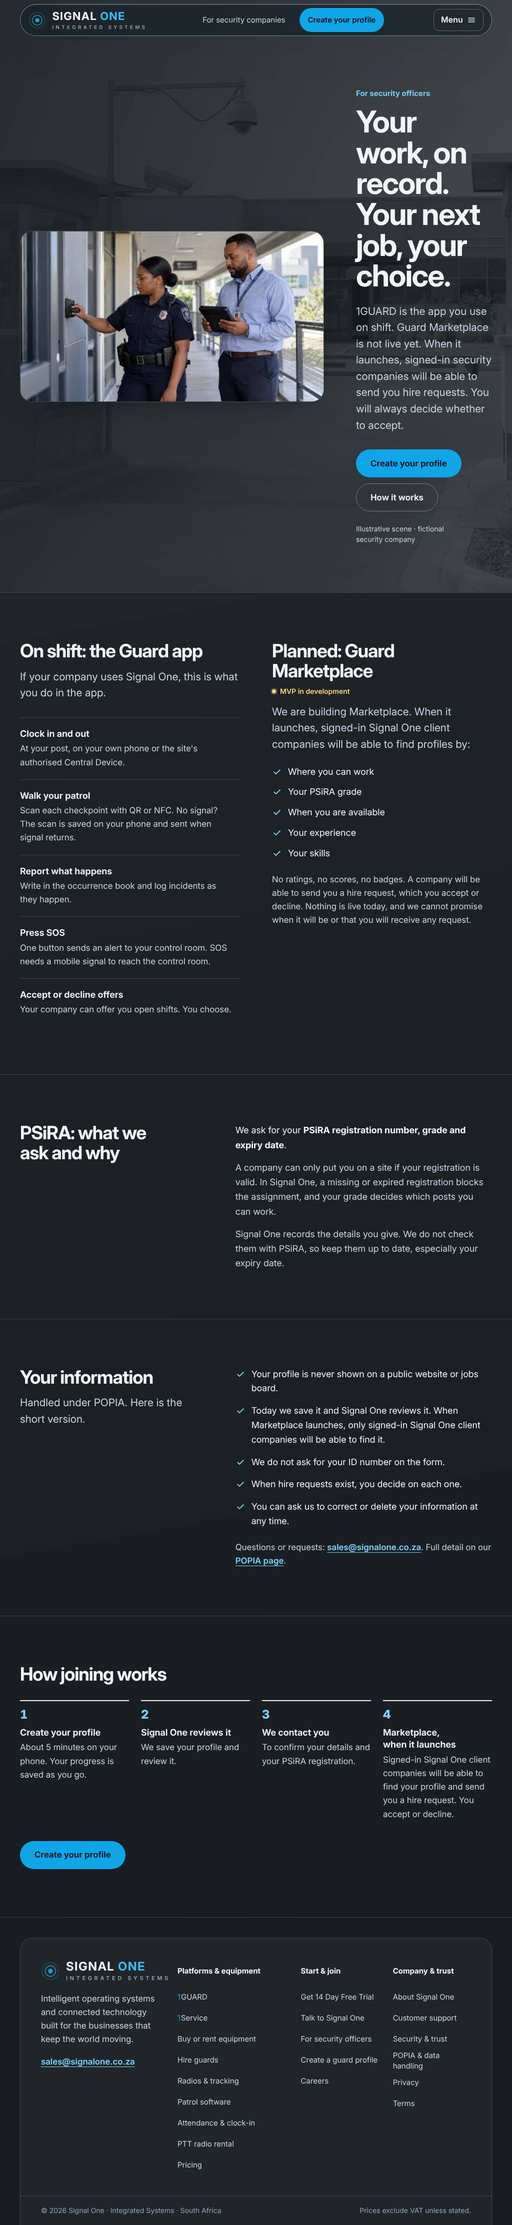 SIGNAL ONE
INTEGRATED SYSTEMS
For security companies
Create your profile
Menu
For security officers
Your
work, on
record.
Your next
job, your
choice.
1GUARD is the app you use
on shift. Guard Marketplace
is not live yet. When it
launches, signed-in security
companies will be able to
send you hire requests. You
will always decide whether
to accept.
Create your profile
How it works
Illustrative scene · fictional
security company
On shift: the Guard app
If your company uses Signal One, this is what
you do in the app.
Clock in and out
At your post, on your own phone or the site's
authorised Central Device.
Walk your patrol
Scan each checkpoint with QR or NFC. No signal?
The scan is saved on your phone and sent when
signal returns.
Report what happens
Write in the occurrence book and log incidents as
they happen.
Press SOS
One button sends an alert to your control room. SOS
needs a mobile signal to reach the control room.
Accept or decline offers
Your company can offer you open shifts. You choose.
Planned: Guard
Marketplace
MVP in development
We are building Marketplace. When it
launches, signed-in Signal One client
companies will be able to find profiles by:
Where you can work
Your PSiRA grade
When you are available
Your experience
Your skills
No ratings, no scores, no badges. A company will be
able to send you a hire request, which you accept or
decline. Nothing is live today, and we cannot promise
when it will be or that you will receive any request.
PSiRA: what we
ask and why
We ask for your PSiRA registration number, grade and
expiry date.
A company can only put you on a site if your registration is
valid. In Signal One, a missing or expired registration blocks
the assignment, and your grade decides which posts you
can work.
Signal One records the details you give. We do not check
them with PSiRA, so keep them up to date, especially your
expiry date.
Your information
Handled under POPIA. Here is the
short version.
Your profile is never shown on a public website or jobs
board.
Today we save it and Signal One reviews it. When
Marketplace launches, only signed-in Signal One client
companies will be able to find it.
We do not ask for your ID number on the form.
When hire requests exist, you decide on each one.
You can ask us to correct or delete your information at
any time.
Questions or requests: sales@signalone.co.za. Full detail on our
POPIA page.
How joining works
1
Create your profile
About 5 minutes on your
phone. Your progress is
saved as you go.
2
Signal One reviews it
We save your profile and
review it.
3
We contact you
To confirm your details and
your PSiRA registration.
4
Marketplace,
when it launches
Signed-in Signal One client
companies will be able to
find your profile and send
you a hire request. You
accept or decline.
Create your profile
SIGNAL ONE
INTEGRATED SYSTEMS
Intelligent operating systems
and connected technology
built for the businesses that
keep the world moving.
sales@signalone.co.za
Platforms & equipment
1GUARD
1Service
Buy or rent equipment
Hire guards
Radios & tracking
Patrol software
Attendance & clock-in
PTT radio rental
Pricing
Start & join
Get 14 Day Free Trial
Talk to Signal One
For security officers
Create a guard profile
Careers
Company & trust
About Signal One
Customer support
Security & trust
POPIA & data
handling
Privacy
Terms
© 2026 Signal One · Integrated Systems · South Africa
Prices exclude VAT unless stated.